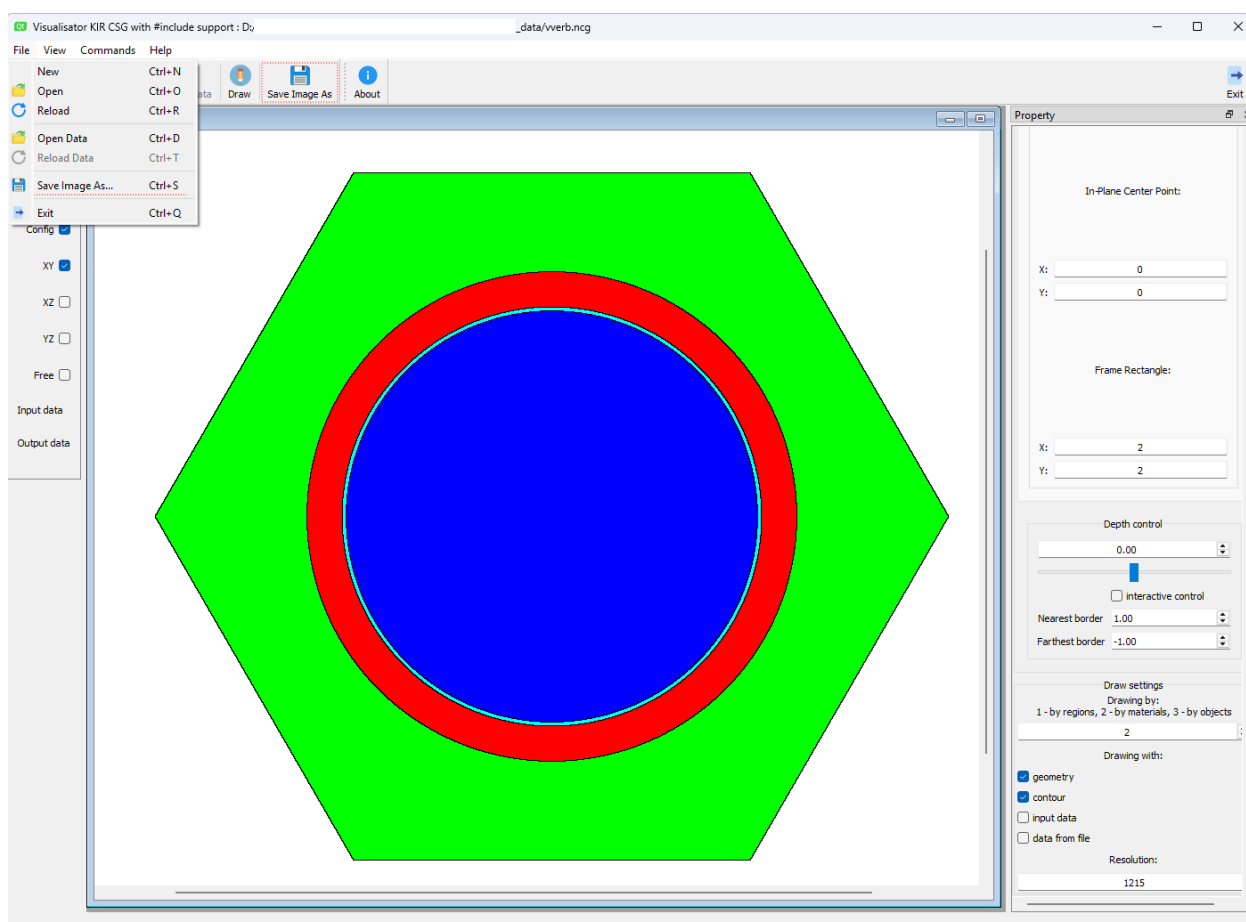 Visualisator KIR CSG with #include support : D:/ _data/vverb.ncg
File View Commands Help
New Ctrl+N
Open Ctrl+O
Reload Ctrl+R
Open Data Ctrl+D
Reload Data Ctrl+T
Save Image As... Ctrl+S
Exit Ctrl+Q
Draw Save Image As About Exit
Config
XY
XZ
YZ
Free
Input data
Output data
Property
In-Plane Center Point:
X: 0
Y: 0
Frame Rectangle:
X: 2
Y: 2
Depth control
0.00
interactive control
Nearest border 1.00
Farthest border -1.00
Draw settings
Drawing by:
1 - by regions, 2 - by materials, 3 - by objects
2
Drawing with:
geometry
contour
input data
data from file
Resolution:
1215